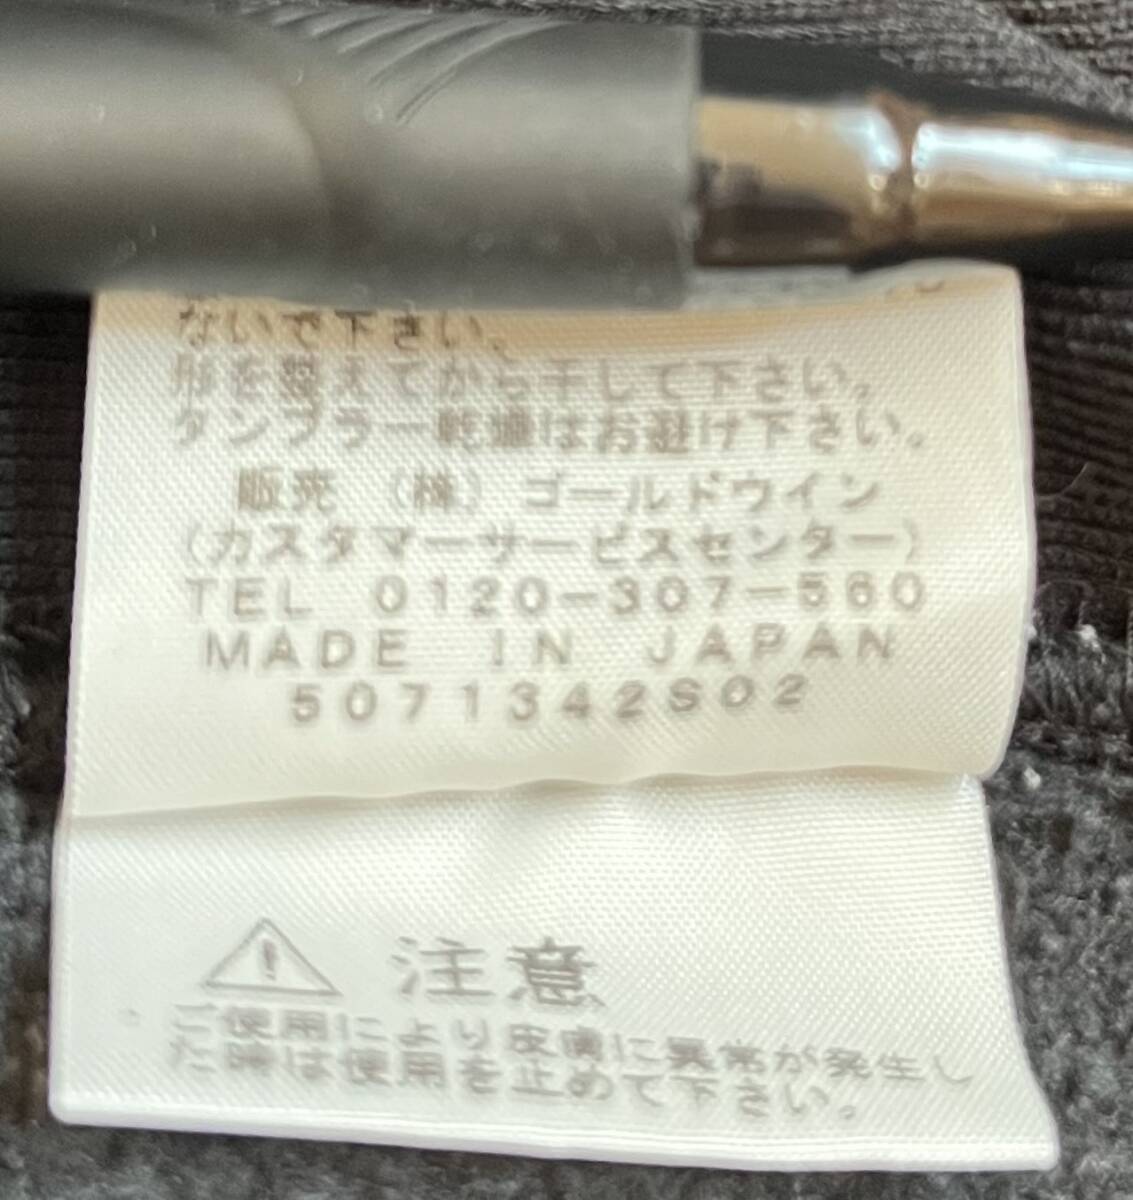 ないで下さい。
形を整えてから干して下さい。
タンブラー乾燥はお避け下さい。
販売 (株) ゴールドウイン
(カスタマーサービスセンター)
TEL 0120-307-560
MADE IN JAPAN
5071342S02
注意
ご使用により皮膚に異常が発生し
た時は使用を止めて下さい。